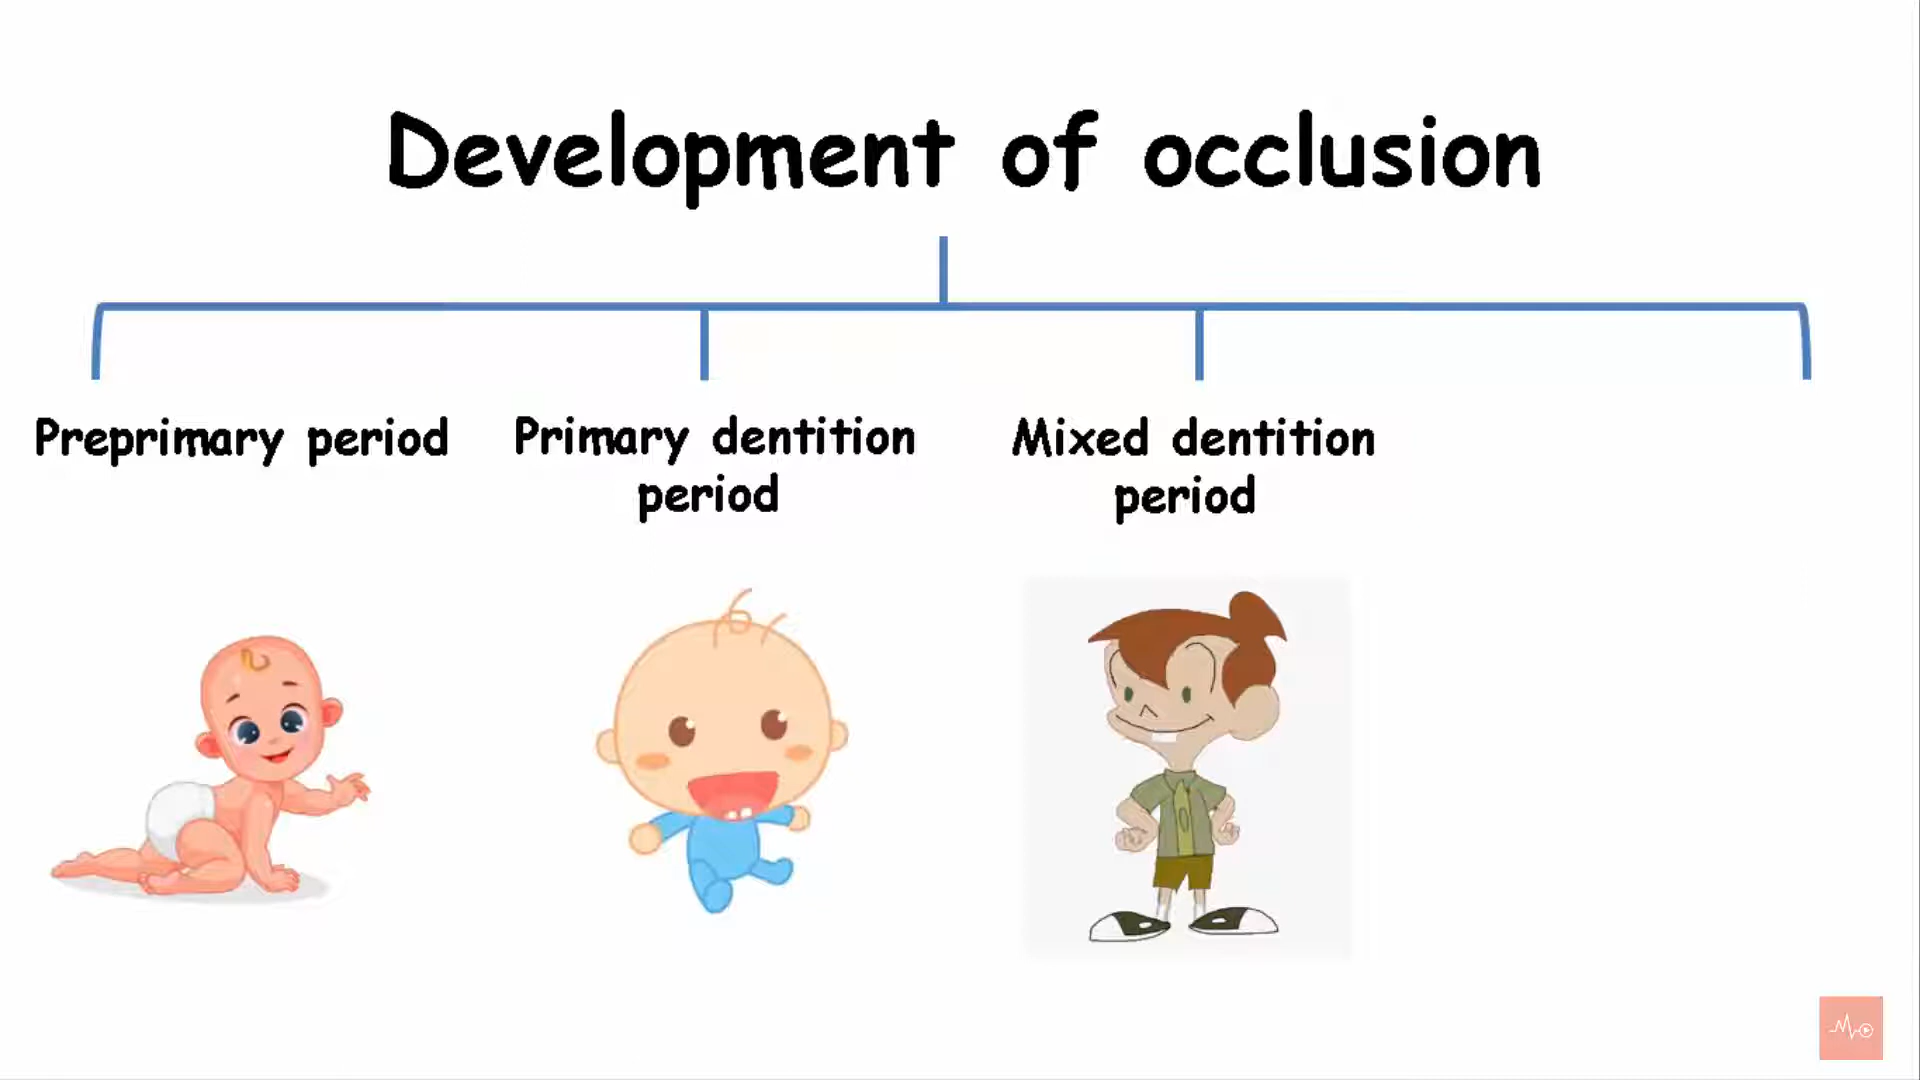 Development of occlusion
Preprimary period
Primary dentition
period
Mixed dentition
period